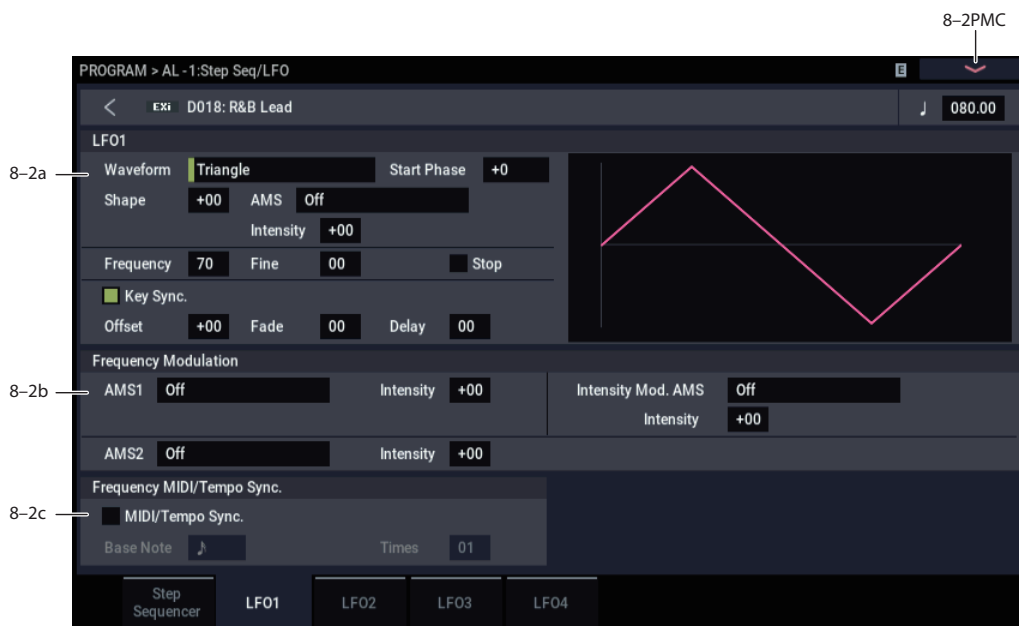 8–2PMC
PROGRAM > AL-1:Step Seq/LFO E
EXi D018: R&B Lead ♩ 080.00
LFO1
8–2a
Waveform Triangle Start Phase +0
Shape +00 AMS Off
Intensity +00
Frequency 70 Fine 00 Stop
Key Sync.
Offset +00 Fade 00 Delay 00
Frequency Modulation
8–2b
AMS1 Off Intensity +00 Intensity Mod. AMS Off
Intensity +00
AMS2 Off Intensity +00
Frequency MIDI/Tempo Sync.
8–2c
MIDI/Tempo Sync.
Base Note ♪ Times 01
Step Sequencer LFO1 LFO2 LFO3 LFO4